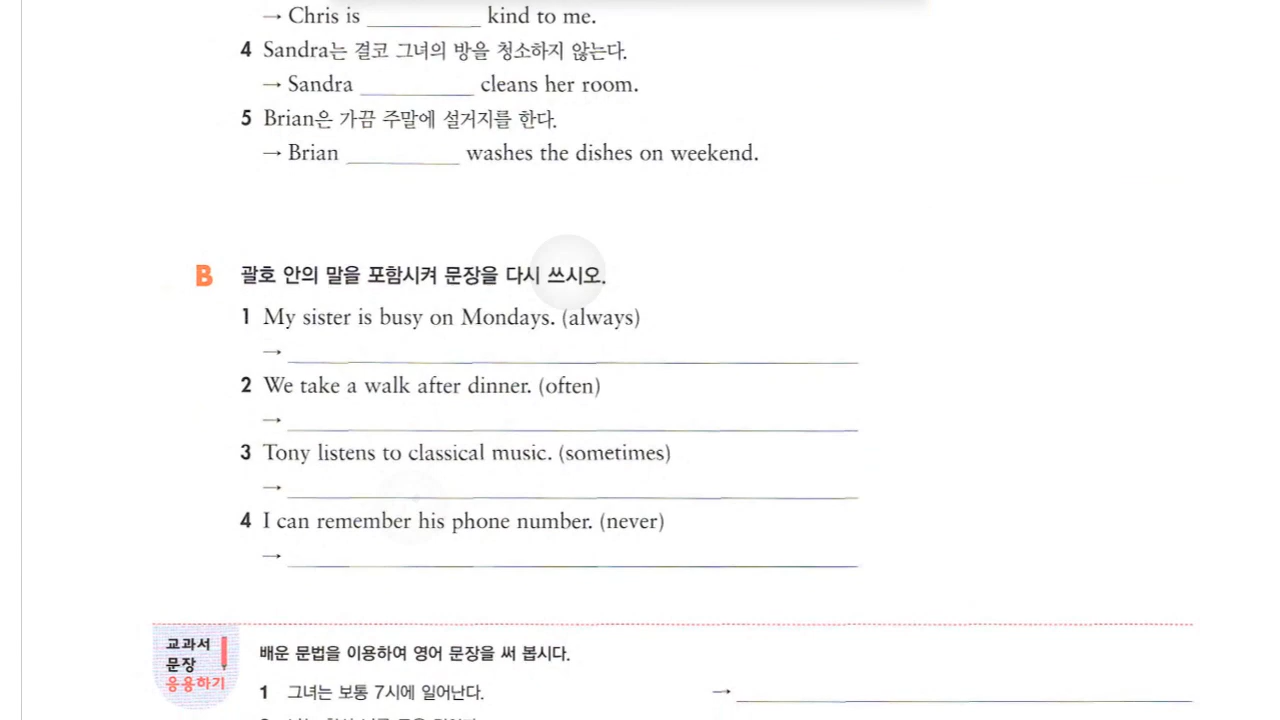 → Chris is __________ kind to me.
4 Sandra는 결코 그녀의 방을 청소하지 않는다.
→ Sandra __________ cleans her room.
5 Brian은 가끔 주말에 설거지를 한다.
→ Brian __________ washes the dishes on weekend.
B 괄호 안의 말을 포함시켜 문장을 다시 쓰시오.
1 My sister is busy on Mondays. (always)
→
2 We take a walk after dinner. (often)
→
3 Tony listens to classical music. (sometimes)
→
4 I can remember his phone number. (never)
→
교과서
문장
응용하기
배운 문법을 이용하여 영어 문장을 써 봅시다.
1 그녀는 보통 7시에 일어난다. →